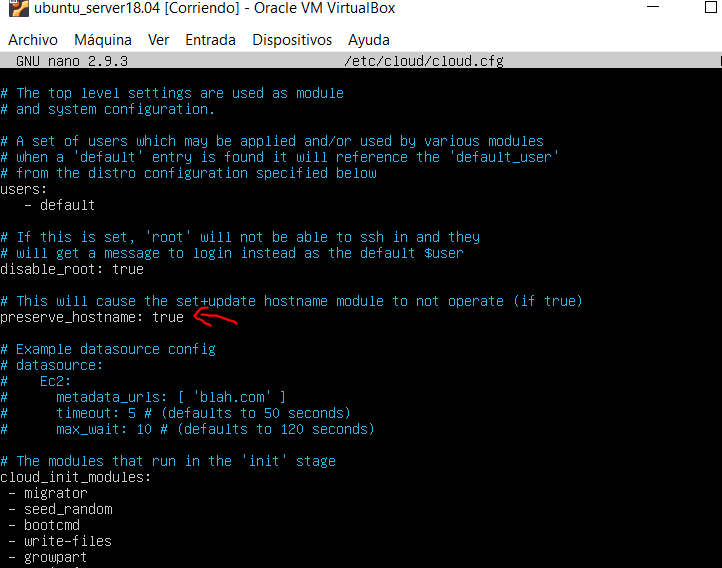 ubuntu_server18.04 [Corriendo] - Oracle VM VirtualBox
Archivo Máquina Ver Entrada Dispositivos Ayuda
GNU nano 2.9.3 /etc/cloud/cloud.cfg
# The top level settings are used as module
# and system configuration.
# A set of users which may be applied and/or used by various modules
# when a 'default' entry is found it will reference the 'default_user'
# from the distro configuration specified below
users:
   - default
# If this is set, 'root' will not be able to ssh in and they
# will get a message to login instead as the default $user
disable_root: true
# This will cause the set+update hostname module to not operate (if true)
preserve_hostname: true
# Example datasource config
# datasource:
#    Ec2:
#      metadata_urls: [ 'blah.com' ]
#      timeout: 5 # (defaults to 50 seconds)
#      max_wait: 10 # (defaults to 120 seconds)
# The modules that run in the 'init' stage
cloud_init_modules:
 - migrator
 - seed_random
 - bootcmd
 - write-files
 - growpart